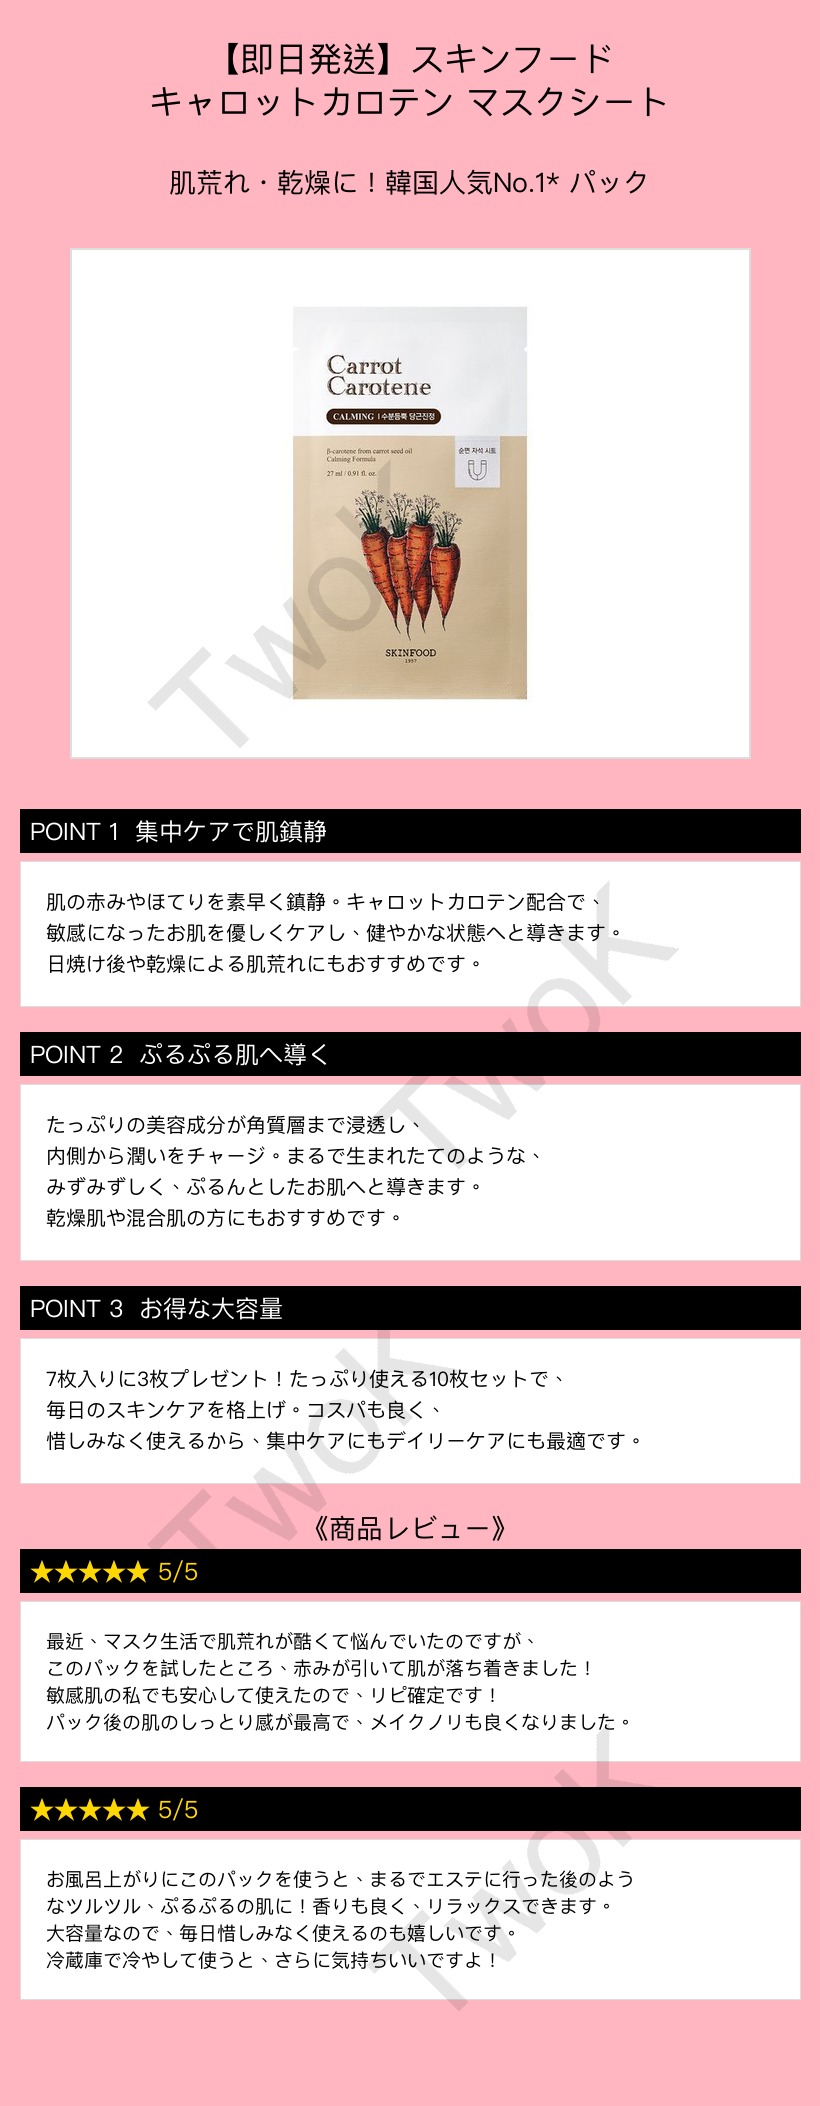 【即日発送】スキンフード
キャロットカロテン マスクシート
肌荒れ・乾燥に！韓国人気No.1* パック
Carrot
Carotene
CALMING | 수분듬뿍 당근진정
β-carotene from carrot seed oil
Calming Formula
27 ml / 0.91 fl. oz.
순면 자석 시트
SKINFOOD
1957
TwoK
POINT 1 集中ケアで肌鎮静
肌の赤みやほてりを素早く鎮静。キャロットカロテン配合で、
敏感になったお肌を優しくケアし、健やかな状態へと導きます。
日焼け後や乾燥による肌荒れにもおすすめです。
TwoK
POINT 2 ぷるぷる肌へ導く
たっぷりの美容成分が角質層まで浸透し、
内側から潤いをチャージ。まるで生まれたてのような、
みずみずしく、ぷるんとしたお肌へと導きます。
乾燥肌や混合肌の方にもおすすめです。
POINT 3 お得な大容量
7枚入りに3枚プレゼント！たっぷり使える10枚セットで、
毎日のスキンケアを格上げ。コスパも良く、
惜しみなく使えるから、集中ケアにもデイリーケアにも最適です。
TwoK
《商品レビュー》
★★★★★ 5/5
最近、マスク生活で肌荒れが酷くて悩んでいたのですが、
このパックを試したところ、赤みが引いて肌が落ち着きました！
敏感肌の私でも安心して使えたので、リピ確定です！
パック後の肌のしっとり感が最高で、メイクノリも良くなりました。
★★★★★ 5/5
お風呂上がりにこのパックを使うと、まるでエステに行った後のよう
なツルツル、ぷるぷるの肌に！香りも良く、リラックスできます。
大容量なので、毎日惜しみなく使えるのも嬉しいです。
冷蔵庫で冷やして使うと、さらに気持ちいいですよ！
TwoK